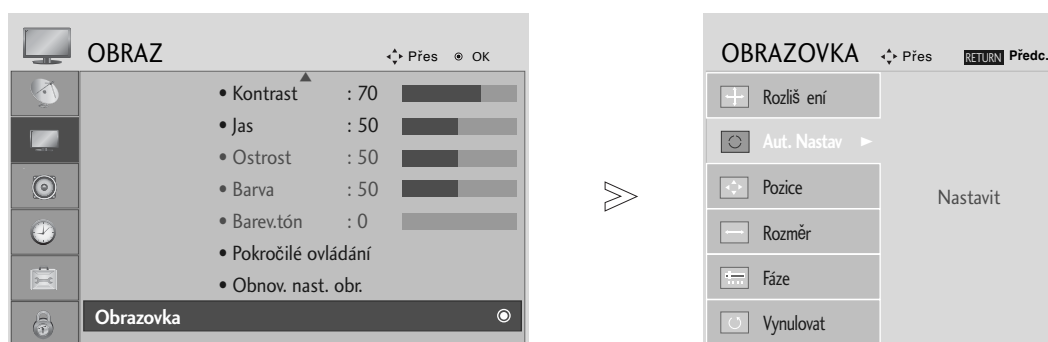 OBRAZ Přes OK
• Kontrast : 70
• Jas : 50
• Ostrost : 50
• Barva : 50
• Barev.tón : 0
• Pokročilé ovládání
• Obnov. nast. obr.
Obrazovka
OBRAZOVKA Přes RETURN Předc.
Rozliš ení
Aut. Nastav ►
Pozice
Rozměr
Fáze
Vynulovat
Nastavit